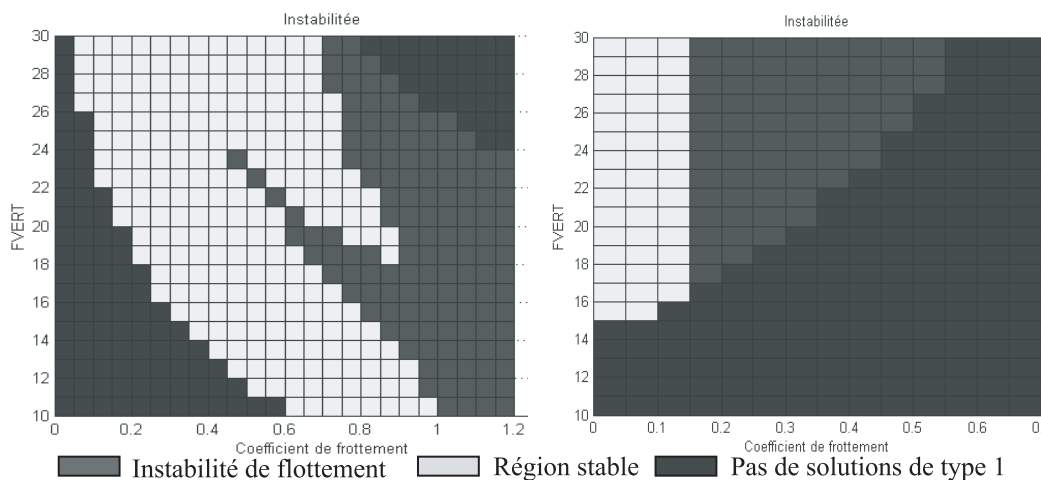 Instabilitée
FVERT
30
28
26
24
22
20
18
16
14
12
10
0 0.2 0.4 0.6 0.8 1 1.2
Coefficient de frottement
Instabilitée
FVERT
30
28
26
24
22
20
18
16
14
12
10
0 0.1 0.2 0.3 0.4 0.5 0.6 0.
Coefficient de frottement
Instabilité de flottement Région stable Pas de solutions de type 1